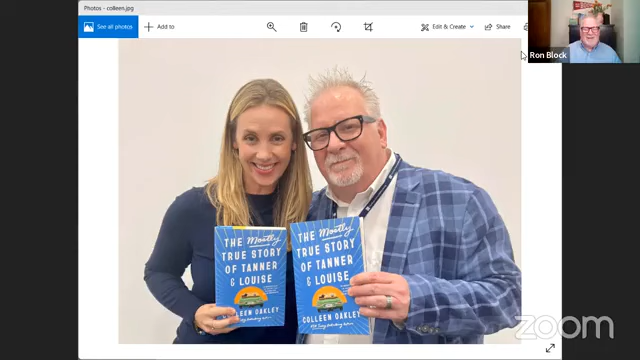 Photos - colleen.jpg
See all photos
Add to
Edit & Create
Share
Ron Block
THE Mostly
TRUE STORY
OF TANNER
& LOUISE
COLLEEN OAKLEY
THE Mostly
TRUE STORY
OF TANNER
& LOUISE
COLLEEN OAKLEY
zoom